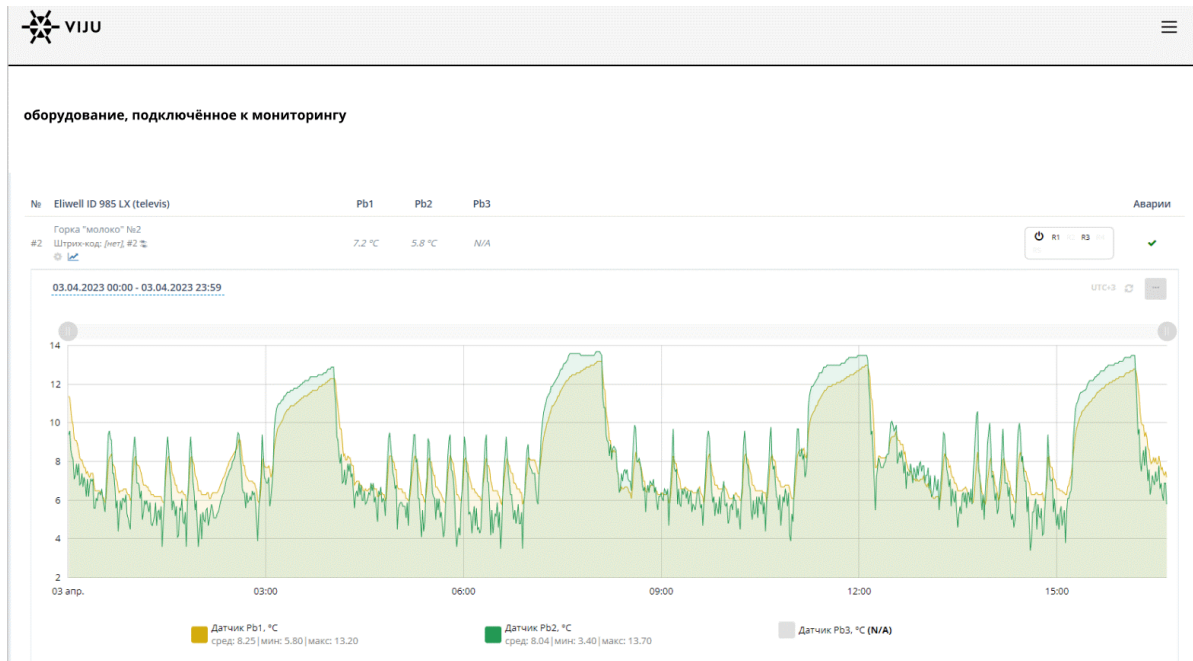 VIJU
оборудование, подключённое к мониторингу
№ Eliwell ID 985 LX (televis) Pb1 Pb2 Pb3 Аварии
Горка "молоко" №2
#2 Штрих-код: [нет], #2 7.2 °C 5.8 °C N/A R1 R3
03.04.2023 00:00 - 03.04.2023 23:59 UTC+3
14
12
10
8
6
4
2
03 апр. 03:00 06:00 09:00 12:00 15:00
Датчик Pb1, °C Датчик Pb2, °C Датчик Pb3, °C (N/A)
сред: 8.25|мин: 5.80|макс: 13.20 сред: 8.04|мин: 3.40|макс: 13.70